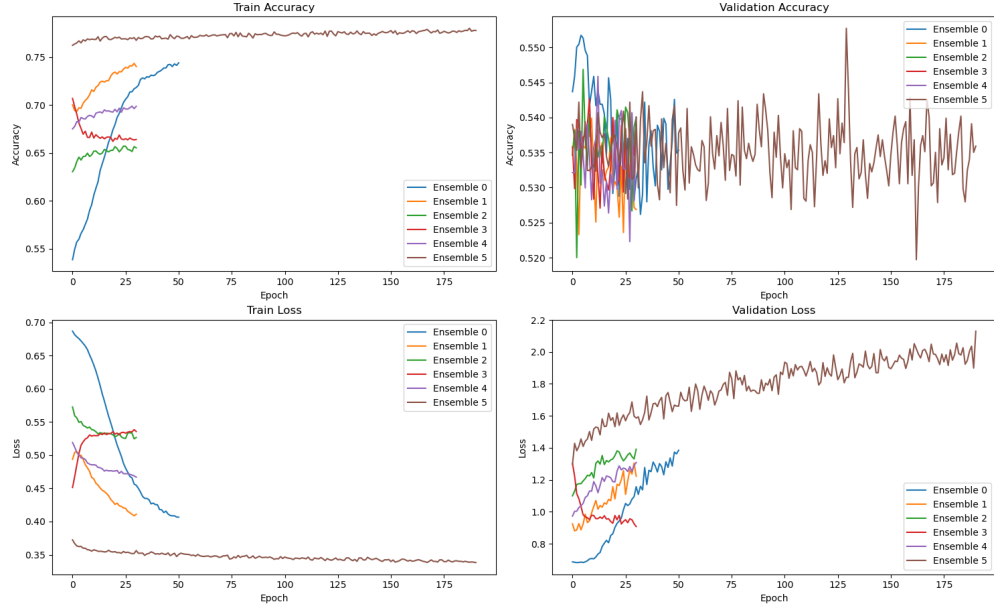 Train Accuracy
Accuracy
0.75
0.70
0.65
0.60
0.55
0
25
50
75
100
125
150
175
Epoch
Ensemble 0
Ensemble 1
Ensemble 2
Ensemble 3
Ensemble 4
Ensemble 5
Validation Accuracy
Accuracy
0.550
0.545
0.540
0.535
0.530
0.525
0.520
0
25
50
75
100
125
150
175
Epoch
Ensemble 0
Ensemble 1
Ensemble 2
Ensemble 3
Ensemble 4
Ensemble 5
Train Loss
Loss
0.70
0.65
0.60
0.55
0.50
0.45
0.40
0.35
0
25
50
75
100
125
150
175
Epoch
Ensemble 0
Ensemble 1
Ensemble 2
Ensemble 3
Ensemble 4
Ensemble 5
Validation Loss
Loss
2.2
2.0
1.8
1.6
1.4
1.2
1.0
0.8
0
25
50
75
100
125
150
175
Epoch
Ensemble 0
Ensemble 1
Ensemble 2
Ensemble 3
Ensemble 4
Ensemble 5